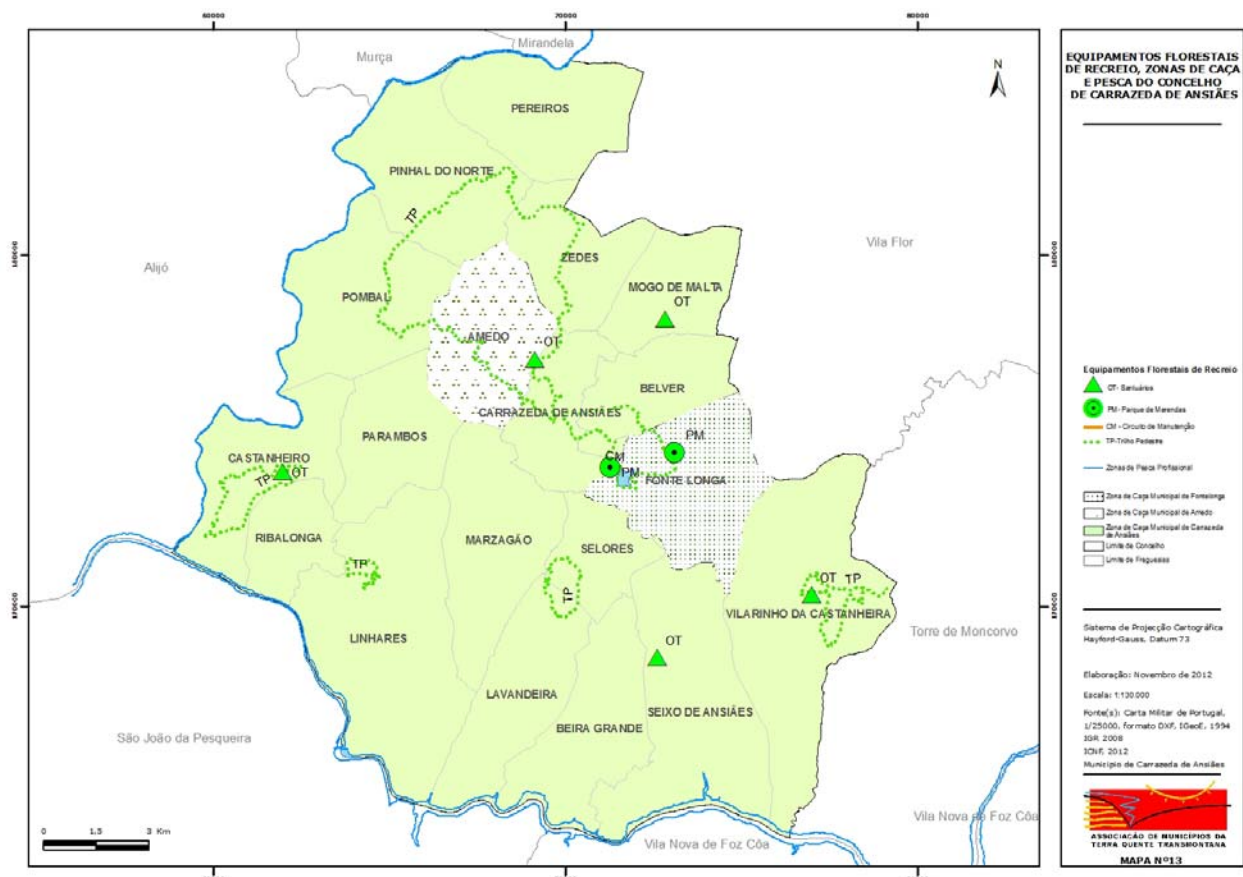 60000
70000
80000
Murça
Mirandela
N
PEREIROS
PINHAL DO NORTE
TP
ZEDES
Vila Flor
Alijó
MOGO DE MALTA
OT
POMBAL
AMEDO
OT
BELVER
CARRAZEDA DE ANSIÃES
PARAMBOS
PM
CM
CASTANHEIRO
OT
PM
FONTE LONGA
TP
RIBALONGA
MARZAGÃO
SELORES
TP
TP
OT
TP
VILARINHO DA CASTANHEIRA
Torre de Moncorvo
LINHARES
OT
LAVANDEIRA
SEIXO DE ANSIÃES
BEIRA GRANDE
São João da Pesqueira
Vila Nova de Foz Côa
Vila Nova de Foz Côa
0
1,5
3 Km
EQUIPAMENTOS FLORESTAIS
DE RECREIO, ZONAS DE CAÇA
E PESCA DO CONCELHO
DE CARRAZEDA DE ANSIÃES
Equipamentos Florestais de Recreio
OT- Santuários
PM- Parque de Merendas
CM - Circuito de Manutenção
TP-Trilho Pedestre
Zonas de Pesca Profissional
Zona de Caça Municipal de Fontelonga
Zona de Caça Municipal de Amedo
Zona de Caça Municipal de Carrazeda
de Ansiães
Limite de Concelho
Limite de Freguesias
Sistema de Projecção Cartográfica
Hayford-Gauss, Datum 73
Elaboração: Novembro de 2012
Escala: 1:130.000
Fonte(s): Carta Militar de Portugal,
1/25000, formato DXF, IGeoE, 1994
IGP, 2008
ICNF, 2012
Município de Carrazeda de Ansiães
ASSOCIAÇÃO DE MUNICÍPIOS DA
TERRA QUENTE TRANSMONTANA
MAPA Nº13